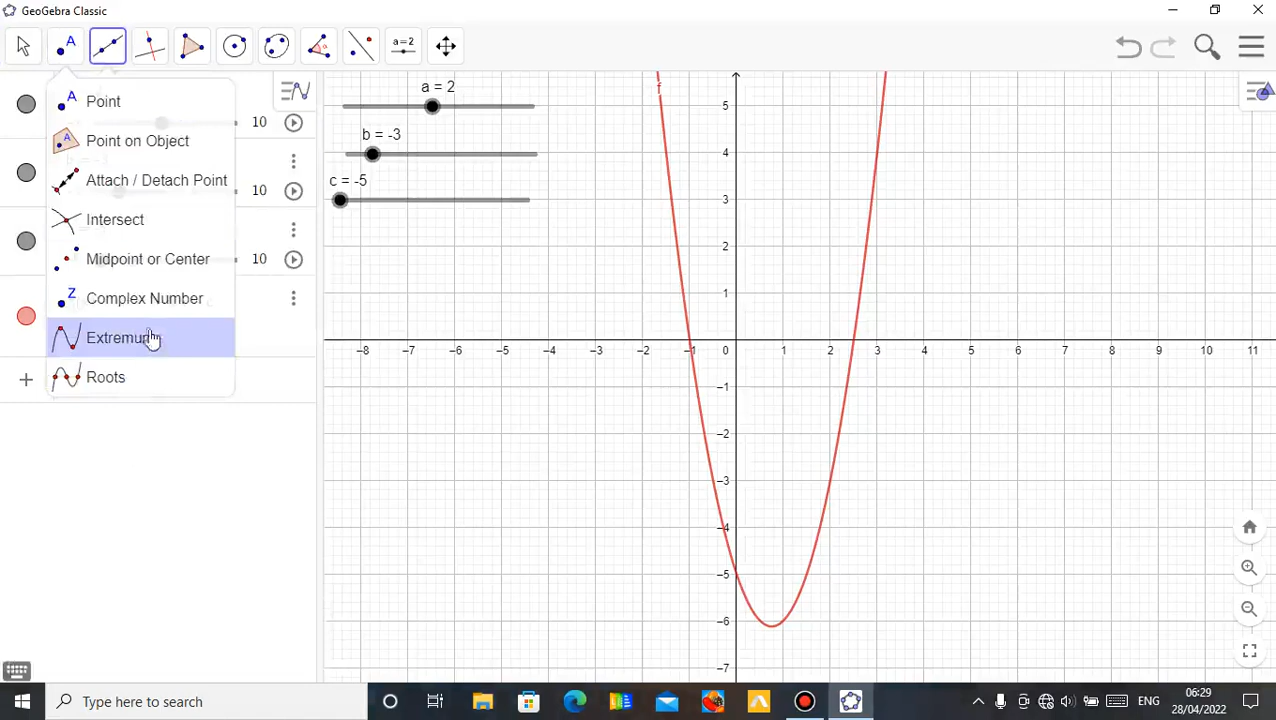 GeoGebra Classic
A
a=2
A Point
A Point on Object
Attach / Detach Point
Intersect
Midpoint or Center
Z Complex Number
Extremum
Roots
10
10
10
a = 2
b = -3
c = -5
f
5
4
3
2
1
–8 –7 –6 –5 –4 –3 –2 –1 0 1 2 3 4 5 6 7 8 9 10 11
–1
–2
–3
–4
–5
–6
–7
Type here to search
ENG
06:29
28/04/2022